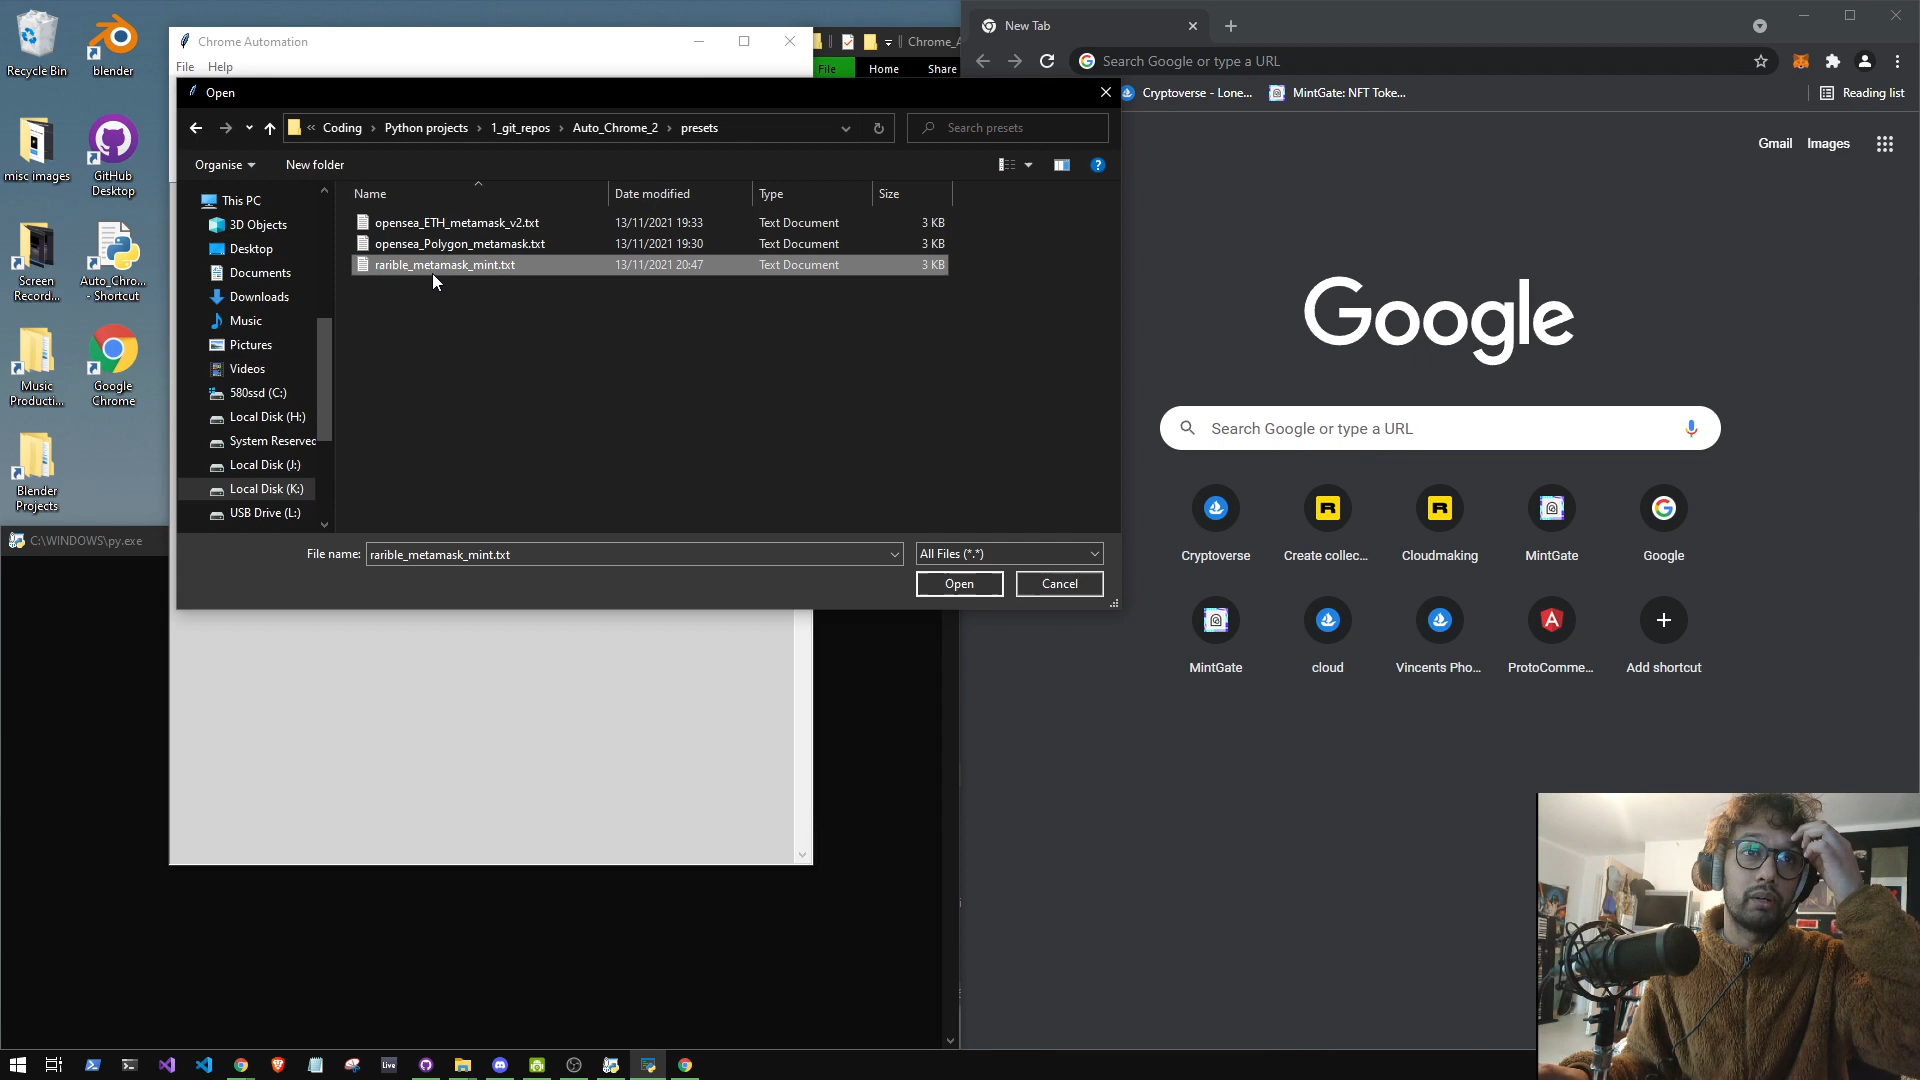 Recycle Bin
blender
misc images
GitHub
Desktop
Screen
Record...
Auto_Chro...
- Shortcut
Music
Producti...
Google
Chrome
Blender
Projects
C:\WINDOWS\py.exe
Chrome Automation
File
Help
Chrome_A
File
Home
Share
Open
« Coding › Python projects › 1_git_repos › Auto_Chrome_2 › presets
Search presets
Organise
New folder
This PC
3D Objects
Desktop
Documents
Downloads
Music
Pictures
Videos
580ssd (C:)
Local Disk (H:)
System Reserved
Local Disk (J:)
Local Disk (K:)
USB Drive (L:)
Name
Date modified
Type
Size
opensea_ETH_metamask_v2.txt 13/11/2021 19:33 Text Document 3 KB
opensea_Polygon_metamask.txt 13/11/2021 19:30 Text Document 3 KB
rarible_metamask_mint.txt 13/11/2021 20:47 Text Document 3 KB
File name: rarible_metamask_mint.txt
All Files (*.*)
Open
Cancel
New Tab
Search Google or type a URL
Cryptoverse - Lone...
MintGate: NFT Toke...
Reading list
Gmail
Images
Google
Search Google or type a URL
Cryptoverse
Create collec...
Cloudmaking
MintGate
Google
MintGate
cloud
Vincents Pho...
ProtoComme...
Add shortcut
Live